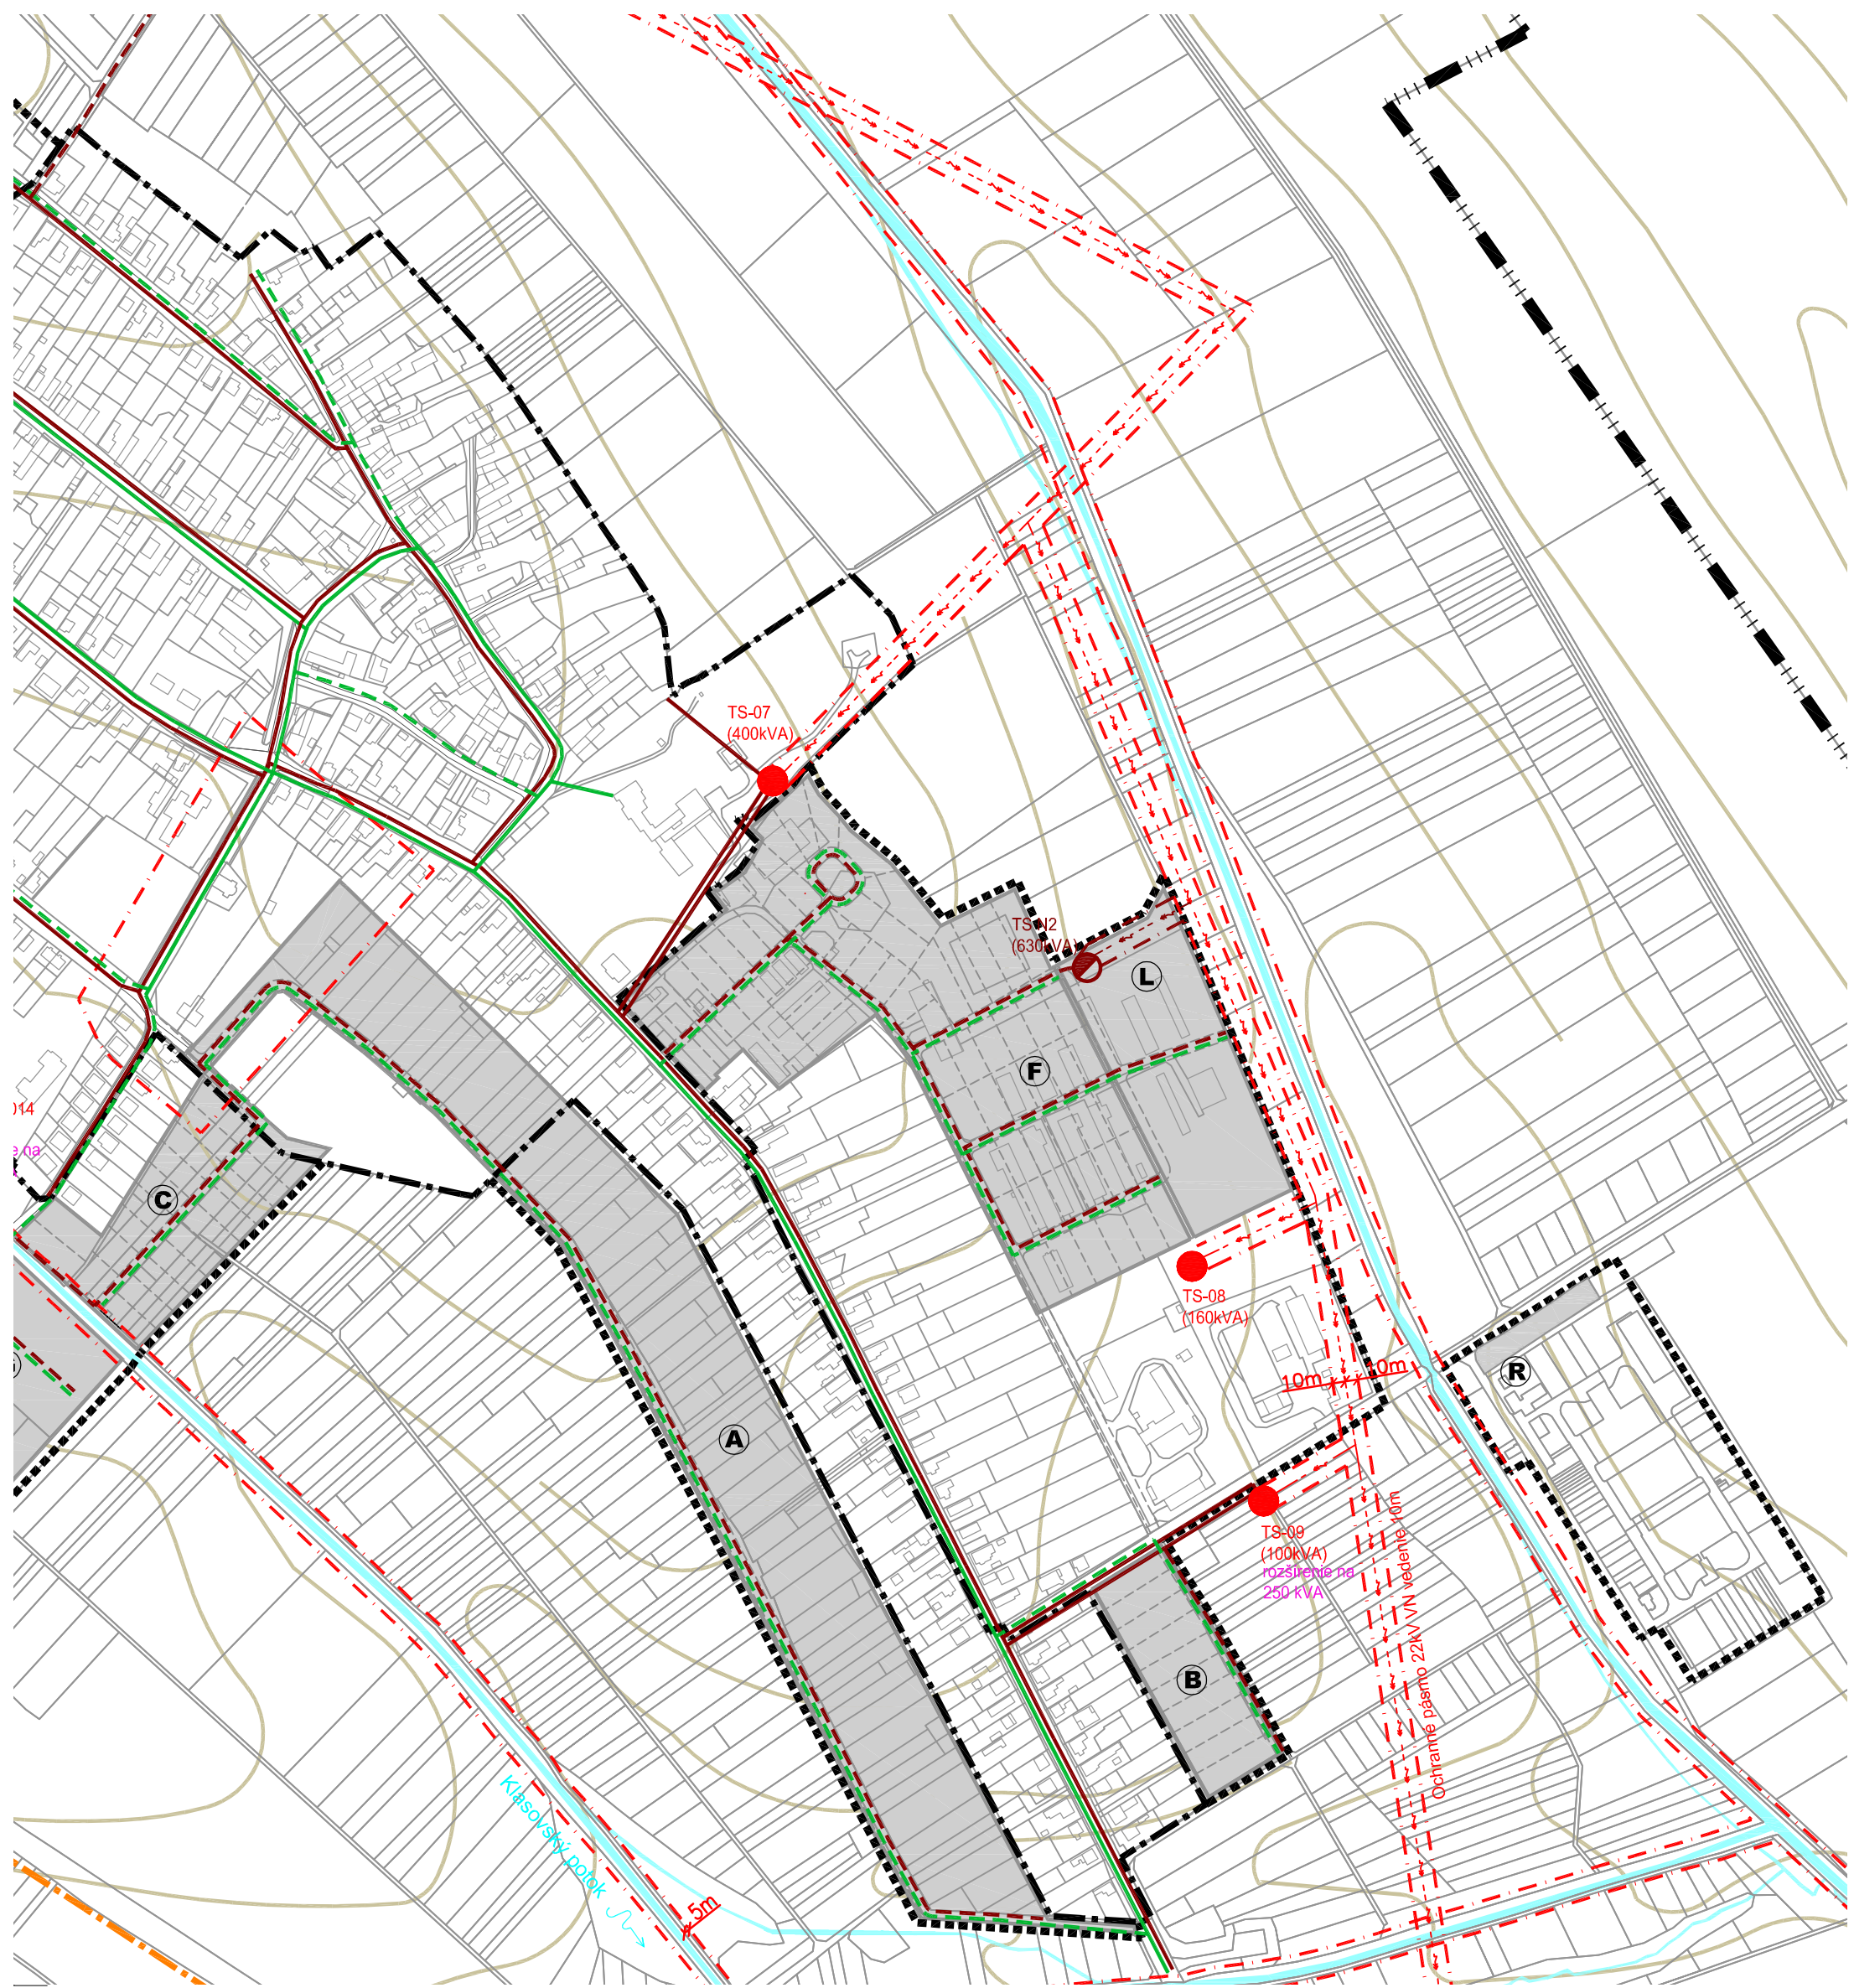 TS-07
(400kVA)
TS-N2
(630kVA)
L
F
014
na
C
TS-08
(160kVA)
10m
10m
R
A
TS-09
(100kVA)
rozšírenie na
250 kVA
Ochranné pásmo 22kV VN vedenie 10m
B
Klasovský potok
5m